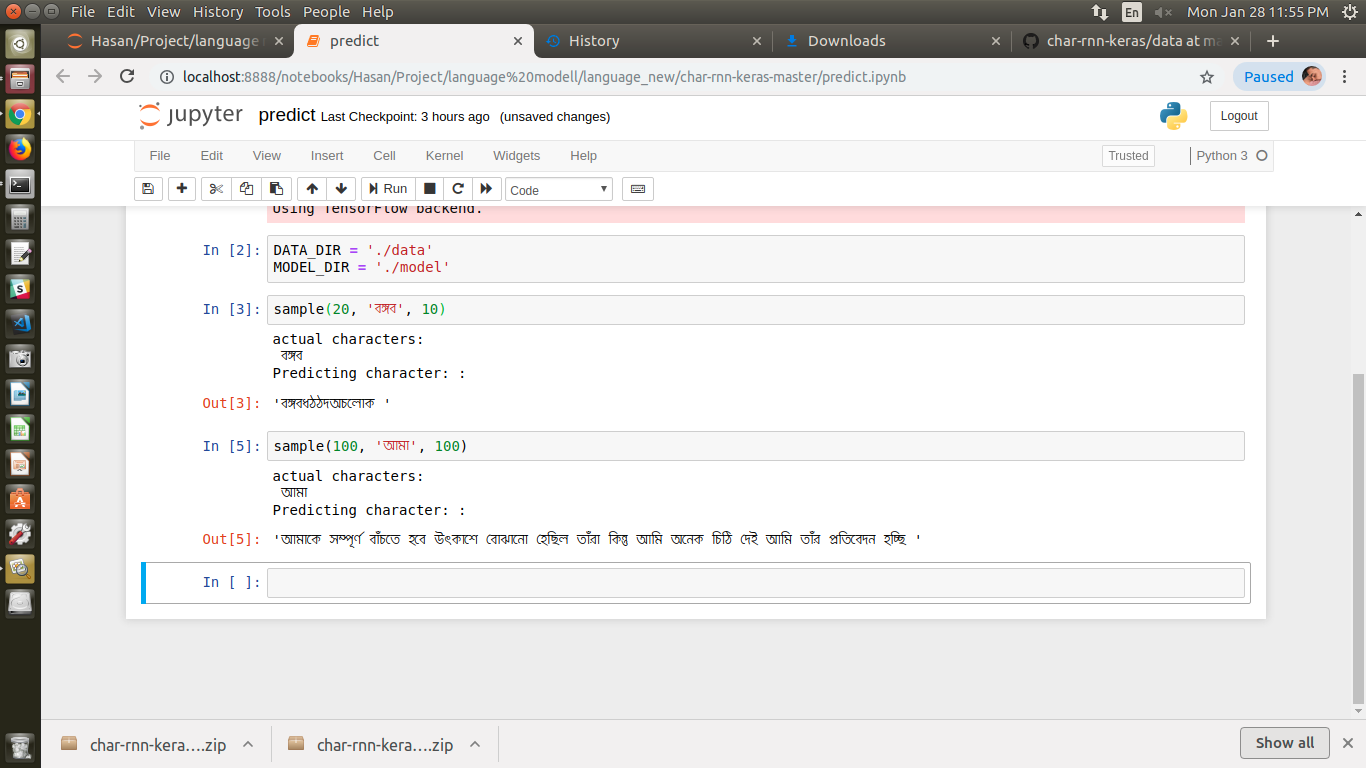 File Edit View History Tools People Help
En Mon Jan 28 11:55 PM
Hasan/Project/language predict History Downloads char-rnn-keras/data at ma
localhost:8888/notebooks/Hasan/Project/language%20modell/language_new/char-rnn-keras-master/predict.ipynb Paused
jupyter predict Last Checkpoint: 3 hours ago (unsaved changes) Logout
File Edit View Insert Cell Kernel Widgets Help Trusted Python 3
Run Code
Using TensorFlow backend.
In [2]: DATA_DIR = './data'
MODEL_DIR = './model'
In [3]: sample(20, 'বঙ্গব', 10)
actual characters:
বঙ্গব
Predicting character: :
Out[3]: 'বঙ্গবধঠঠদঅচলোক '
In [5]: sample(100, 'আমা', 100)
actual characters:
আমা
Predicting character: :
Out[5]: 'আমাকে সম্পূর্ণ বাঁচতে হবে উৎকাশে বোঝানো হেছিল তাঁরা কিন্তু আমি অনেক চিঠি দেই আমি তাঁর প্রতিবেদন হচ্ছি '
In [ ]:
char-rnn-kera....zip char-rnn-kera....zip Show all